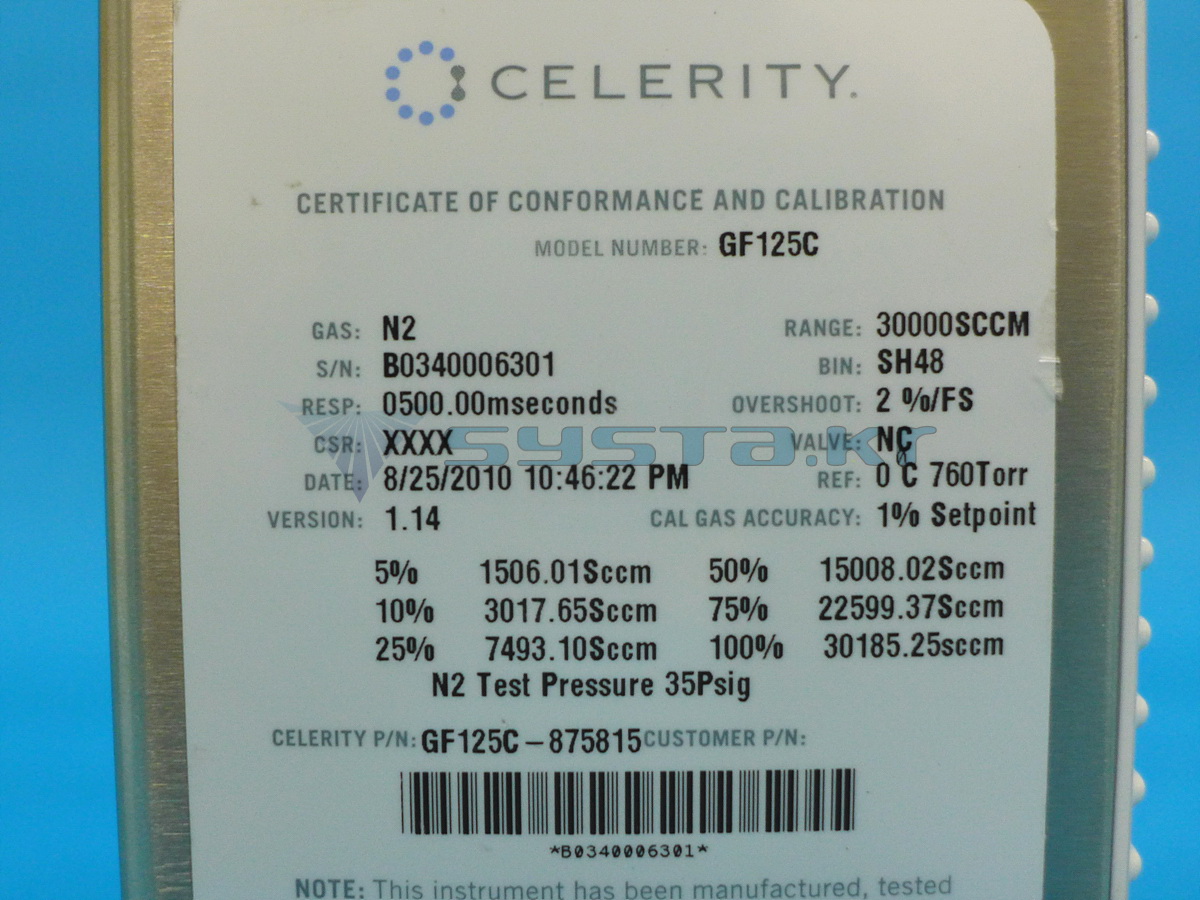 CELERITY.
CERTIFICATE OF CONFORMANCE AND CALIBRATION
MODEL NUMBER: GF125C
GAS: N2 RANGE: 30000SCCM
S/N: B0340006301 BIN: SH48
RESP: 0500.00mseconds OVERSHOOT: 2 %/FS
CSR: XXXX VALVE: NC
systa.kr
DATE: 8/25/2010 10:46:22 PM REF: 0 C 760Torr
VERSION: 1.14 CAL GAS ACCURACY: 1% Setpoint
5% 1506.01Sccm 50% 15008.02Sccm
10% 3017.65Sccm 75% 22599.37Sccm
25% 7493.10Sccm 100% 30185.25sccm
N2 Test Pressure 35Psig
CELERITY P/N: GF125C-875815 CUSTOMER P/N:
*B0340006301*
NOTE: This instrument has been manufactured, tested